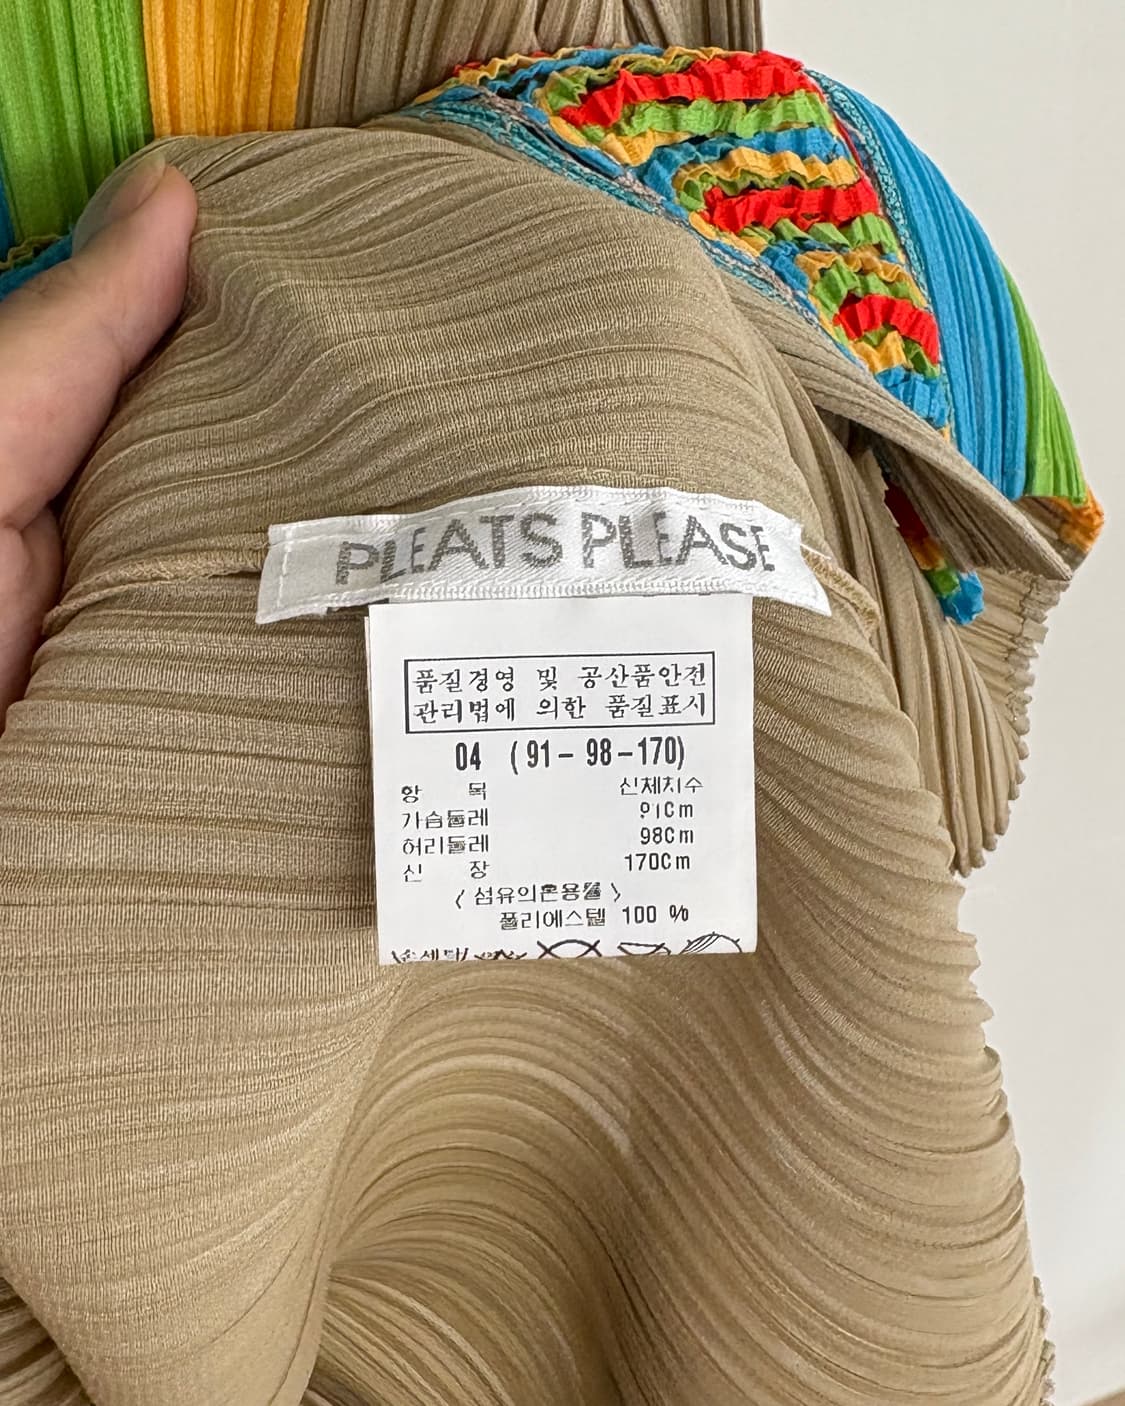 PLEATS PLEASE
품질경영 및 공산품안전
관리법에 의한 품질표시
04 (91-98-170)
항 목 신체치수
가슴둘레 91Cm
허리둘레 98Cm
신 장 170Cm
〈 섬유의혼용률 〉
폴리에스텔 100 %